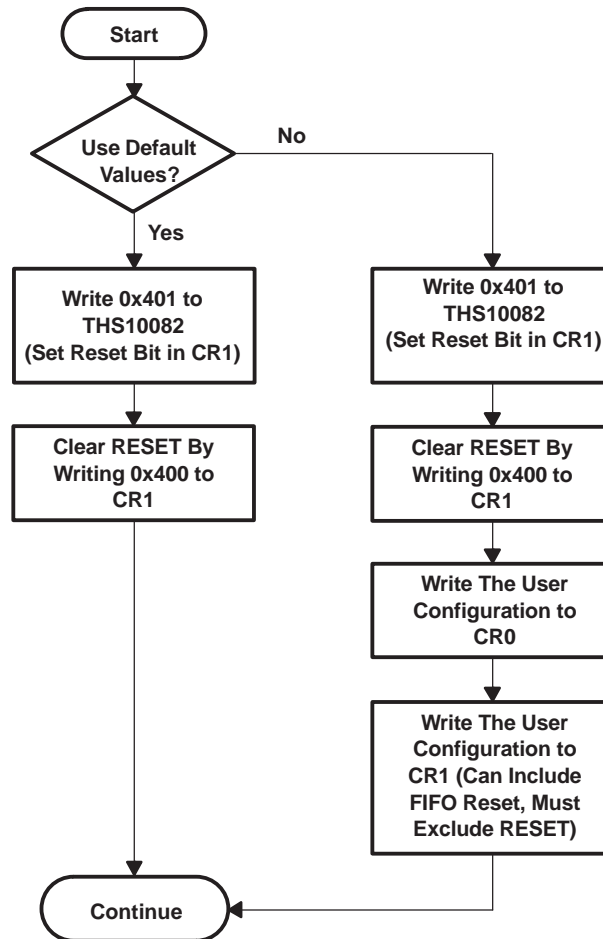 Start
Use Default
Values?
No
Yes
Write 0x401 to
THS10082
(Set Reset Bit in CR1)
Clear RESET By
Writing 0x400 to
CR1
Write 0x401 to
THS10082
(Set Reset Bit in CR1)
Clear RESET By
Writing 0x400 to
CR1
Write The User
Configuration to
CR0
Write The User
Configuration to
CR1 (Can Include
FIFO Reset, Must
Exclude RESET)
Continue